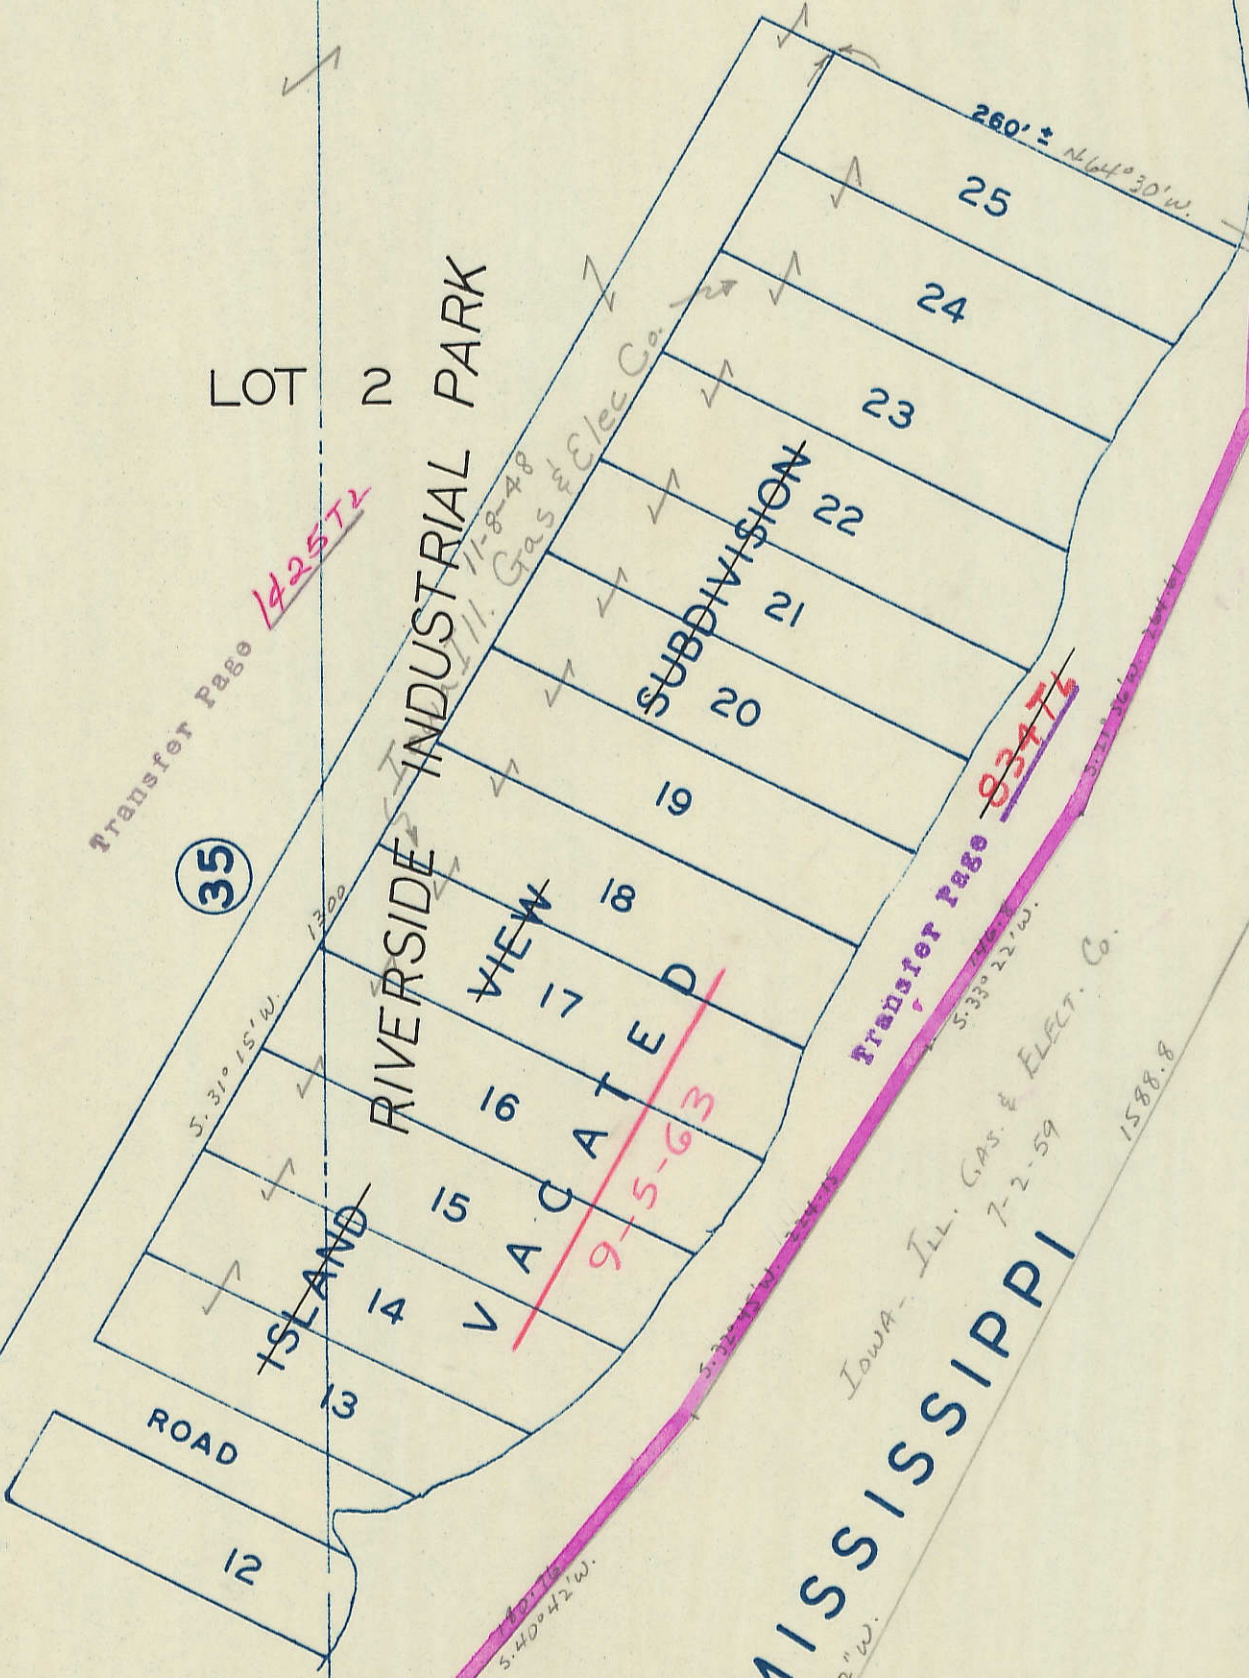 260' ±
N 64° 30' W.
25
24
23
22
21
20
19
18
17
16
15
14
13
ROAD
12
LOT 2
RIVERSIDE INDUSTRIAL PARK
11-8-48
Ill. Gas & Elec Co.
ISLAND VIEW SUBDIVISION
VACATED
9-5-63
Transfer Page 1425T2
Transfer Page
35
1300
S. 31° 15' W.
S. 33° 22' W.
S. 40° 42' W.
IOWA - ILL. GAS. & ELECT. Co.
7-2-59
1588.8
MISSISSIPPI